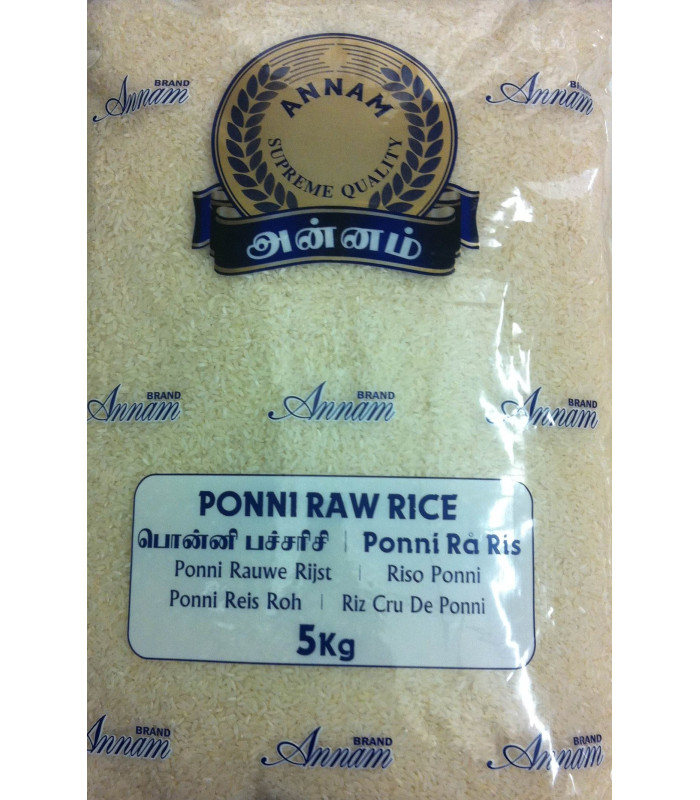 BRAND
Annam
BRAND
Annam
ANNAM
SUPREME QUALITY
அன்னம்
BRAND
Annam
BRAND
Annam
BRAND
Annam
PONNI RAW RICE
பொன்னி பச்சரிசி | Ponni Rå Ris
Ponni Rauwe Rijst | Riso Ponni
Ponni Reis Roh | Riz Cru De Ponni
5Kg
BRAND
Annam
BRAND
Annam
BRAND
Annam